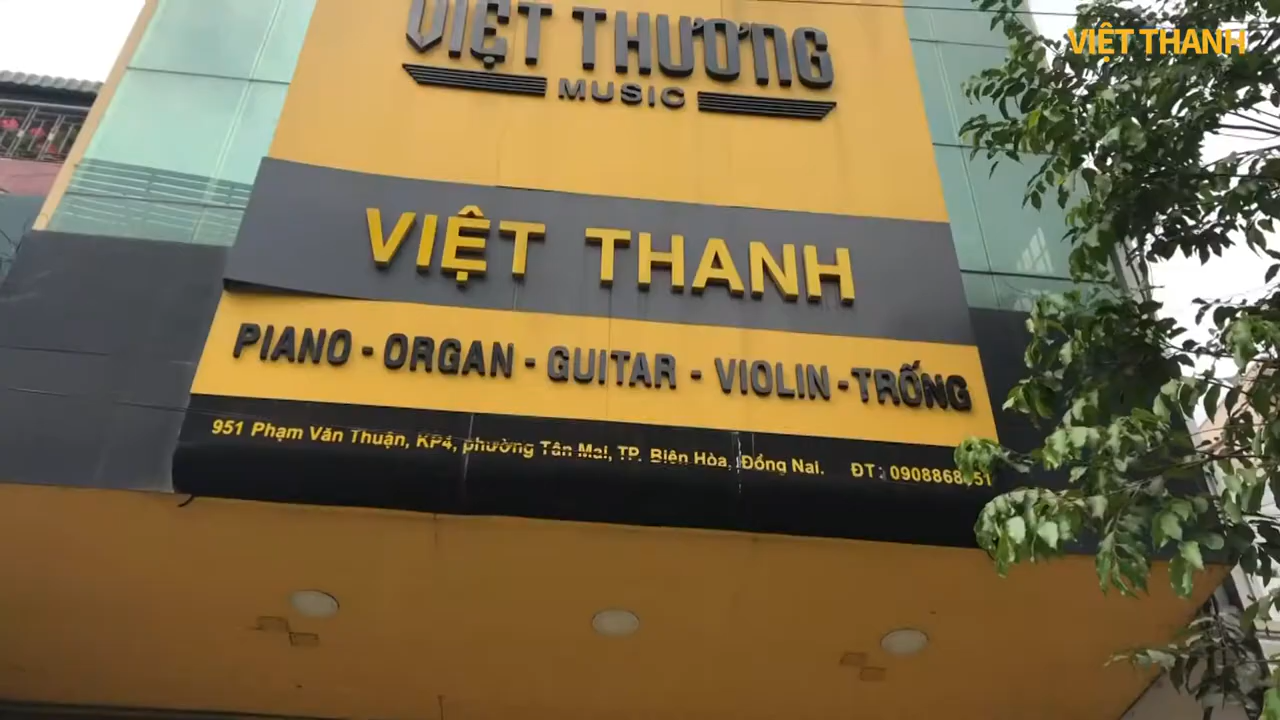 VIỆT THANH
VIỆT THƯƠNG
MUSIC
VIỆT THANH
PIANO - ORGAN - GUITAR - VIOLIN - TRỐNG
951 Phạm Văn Thuận, KP4, phường Tân Mai, TP. Biên Hòa, Đồng Nai. ĐT: